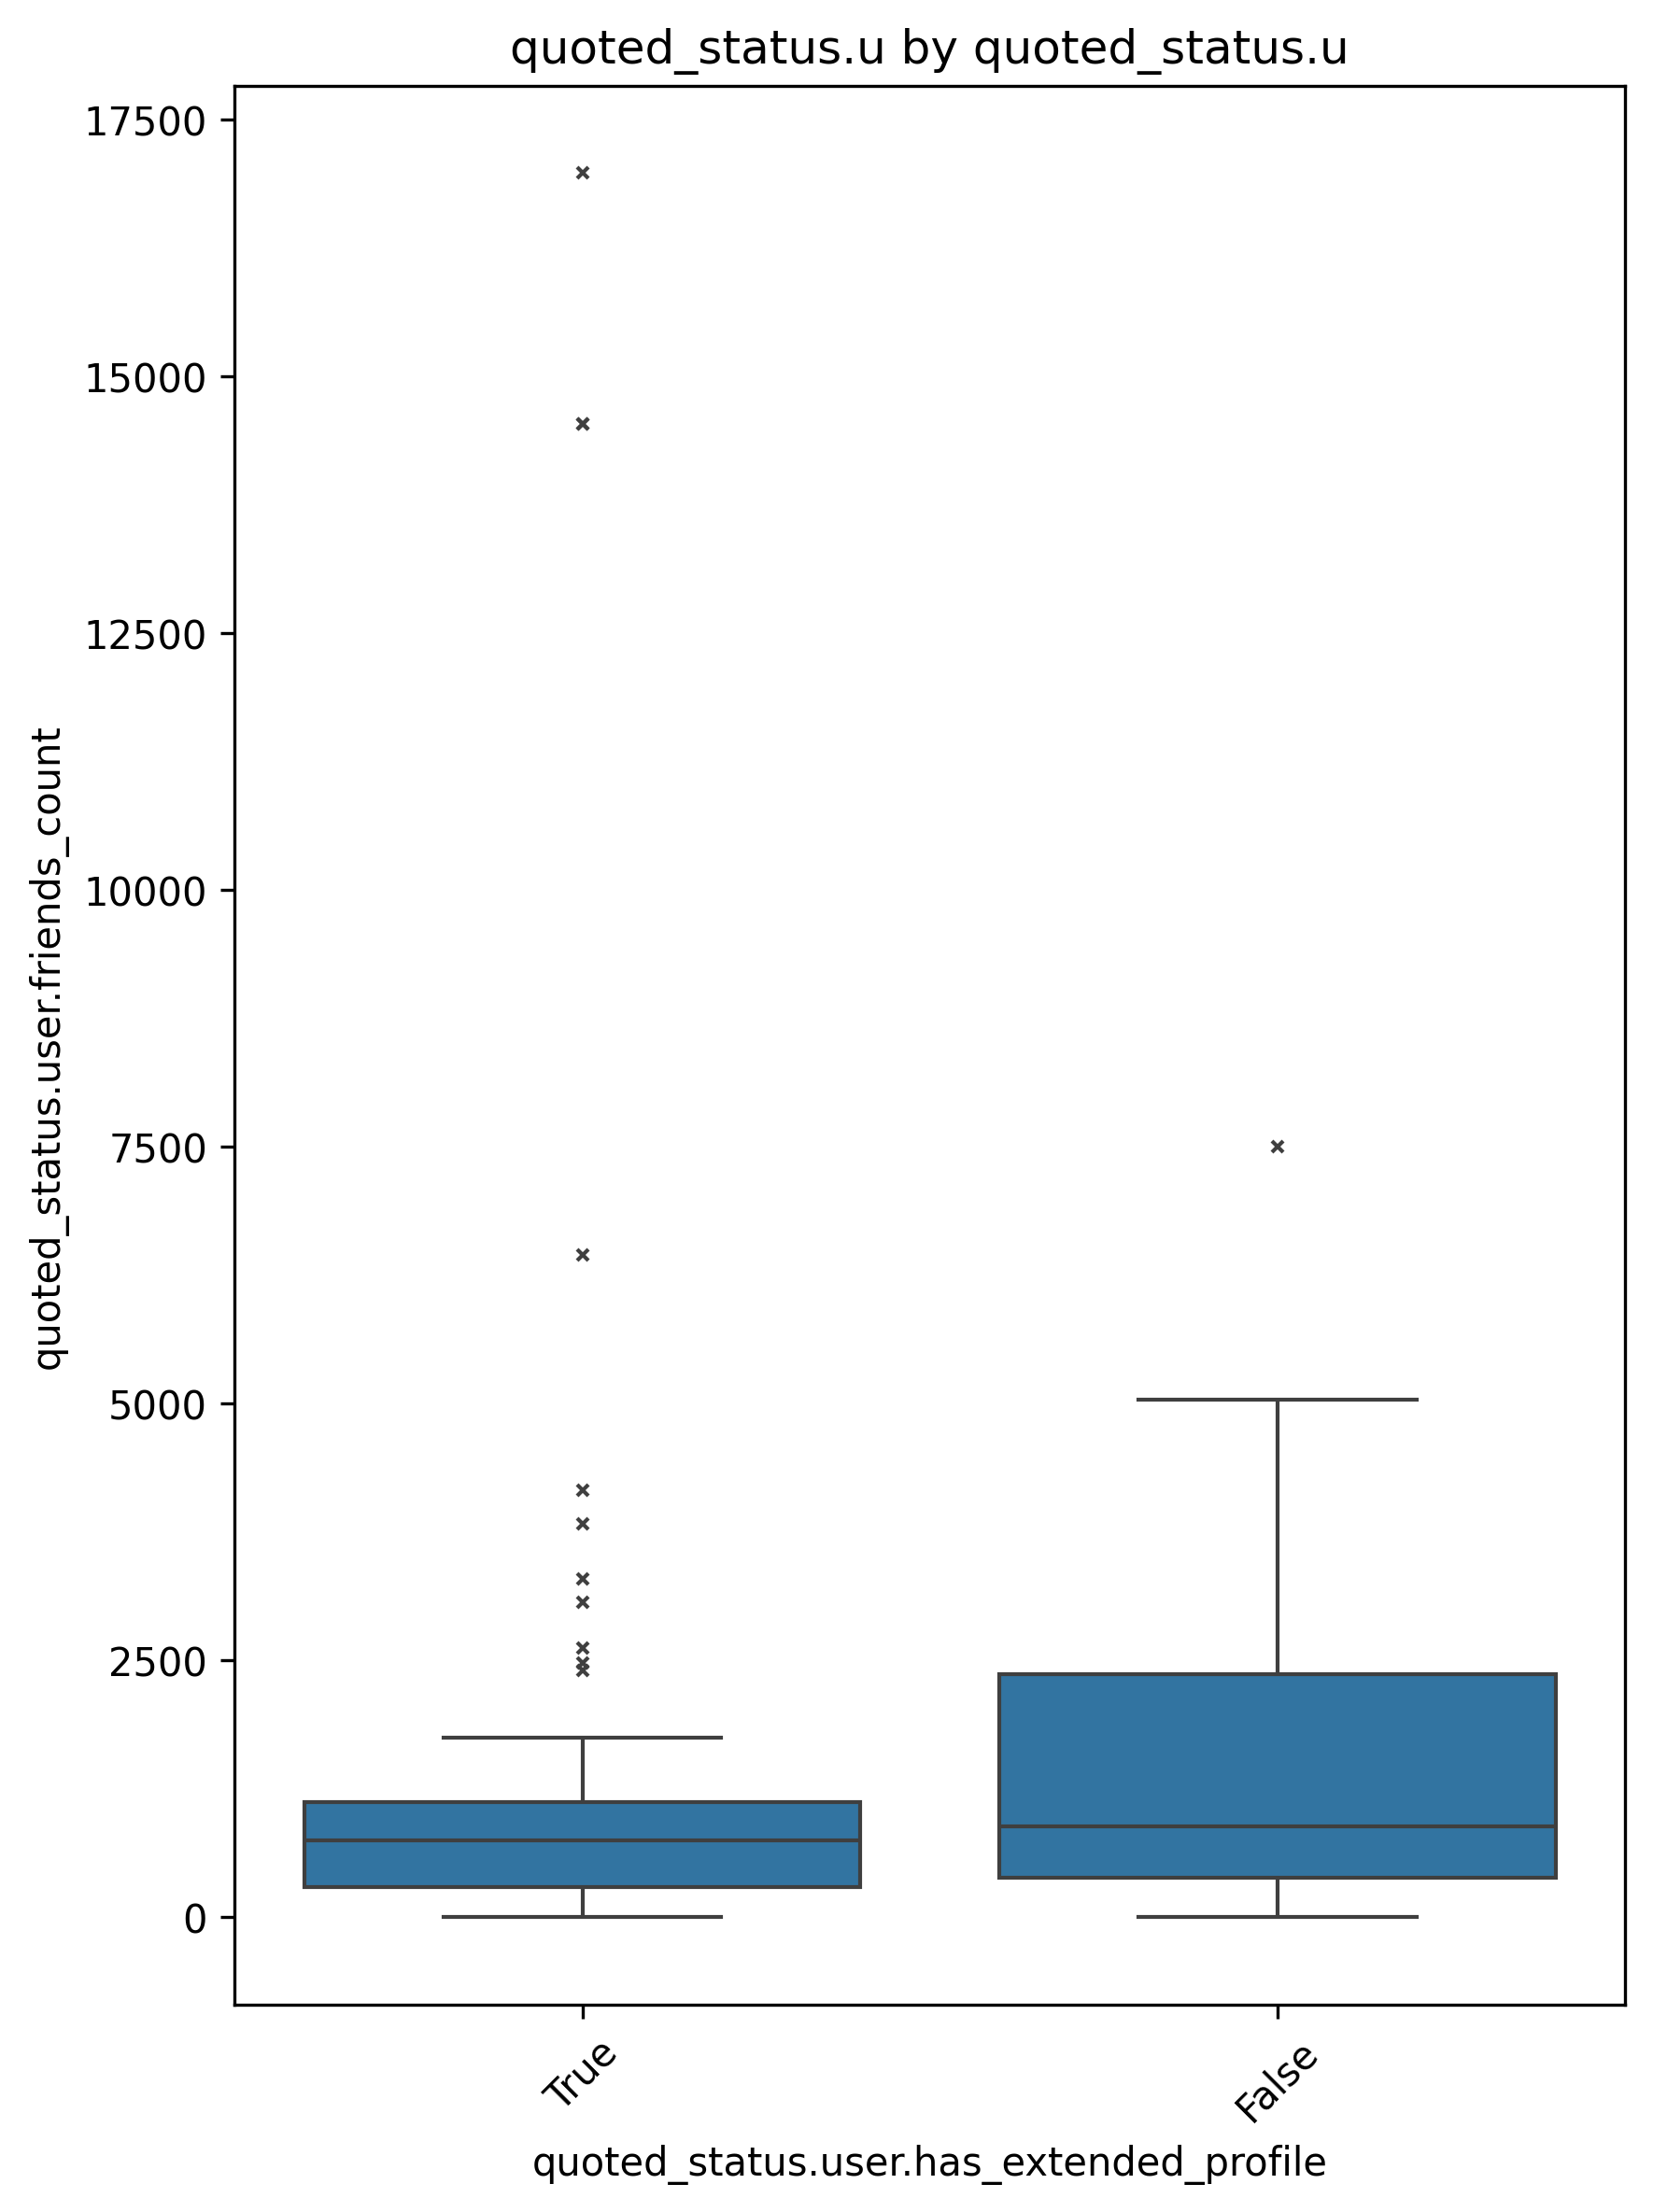 quoted_status.u by quoted_status.u
17500
15000
12500
10000
7500
5000
2500
0
quoted_status.user.friends_count
True
False
quoted_status.user.has_extended_profile